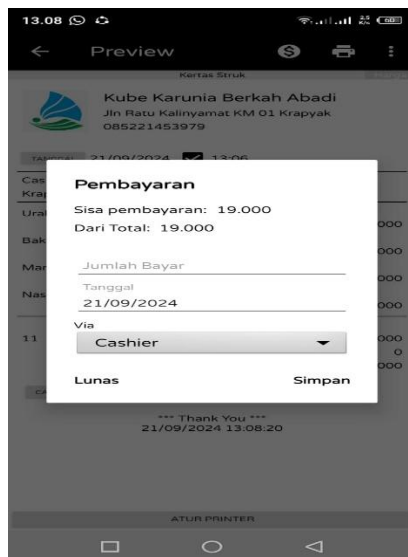 13.08
Preview
Kertas Struk
Kube Karunia Berkah Abadi
Jln Ratu Kalinyamat KM 01 Krapyak
085221453979
21/09/2024 13:06
Pembayaran
Sisa pembayaran: 19.000
Dari Total: 19.000
Jumlah Bayar
Tanggal
21/09/2024
Via
Cashier
Lunas Simpan
11
*** Thank You ***
21/09/2024 13:08:20
ATUR PRINTER